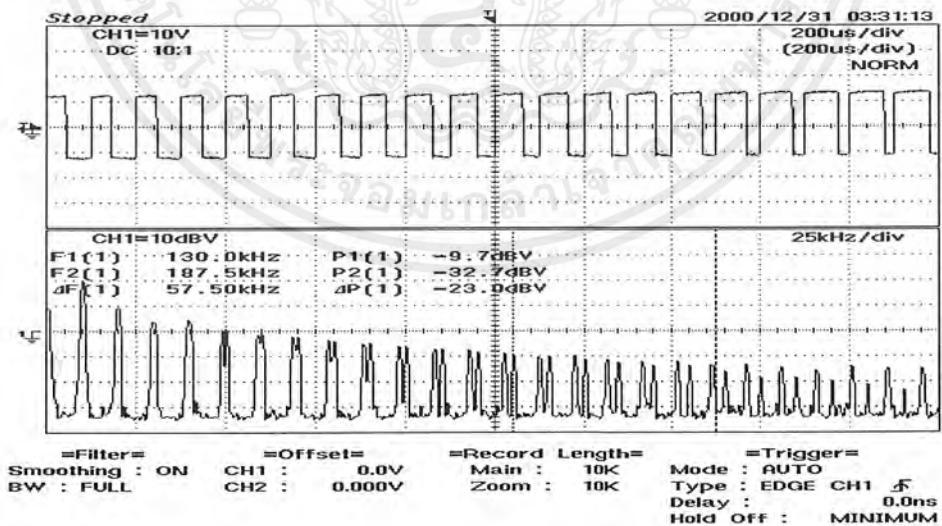 Stopped 2000/12/31 03:31:13
CH1=10V 200us/div
DC 10:1 (200us/div)
NORM
CH1=10dBV 25kHz/div
F1(1) 130.0kHz P1(1) -9.7dBV
F2(1) 187.5kHz P2(1) -32.7dBV
ΔF(1) 57.50kHz ΔP(1) -23.0dBV
=Filter= =Offset= =Record Length= =Trigger=
Smoothing : ON CH1 : 0.0V Main : 10K Mode : AUTO
BW : FULL CH2 : 0.000V Zoom : 10K Type : EDGE CH1
Delay : 0.0ns
Hold Off : MINIMUM